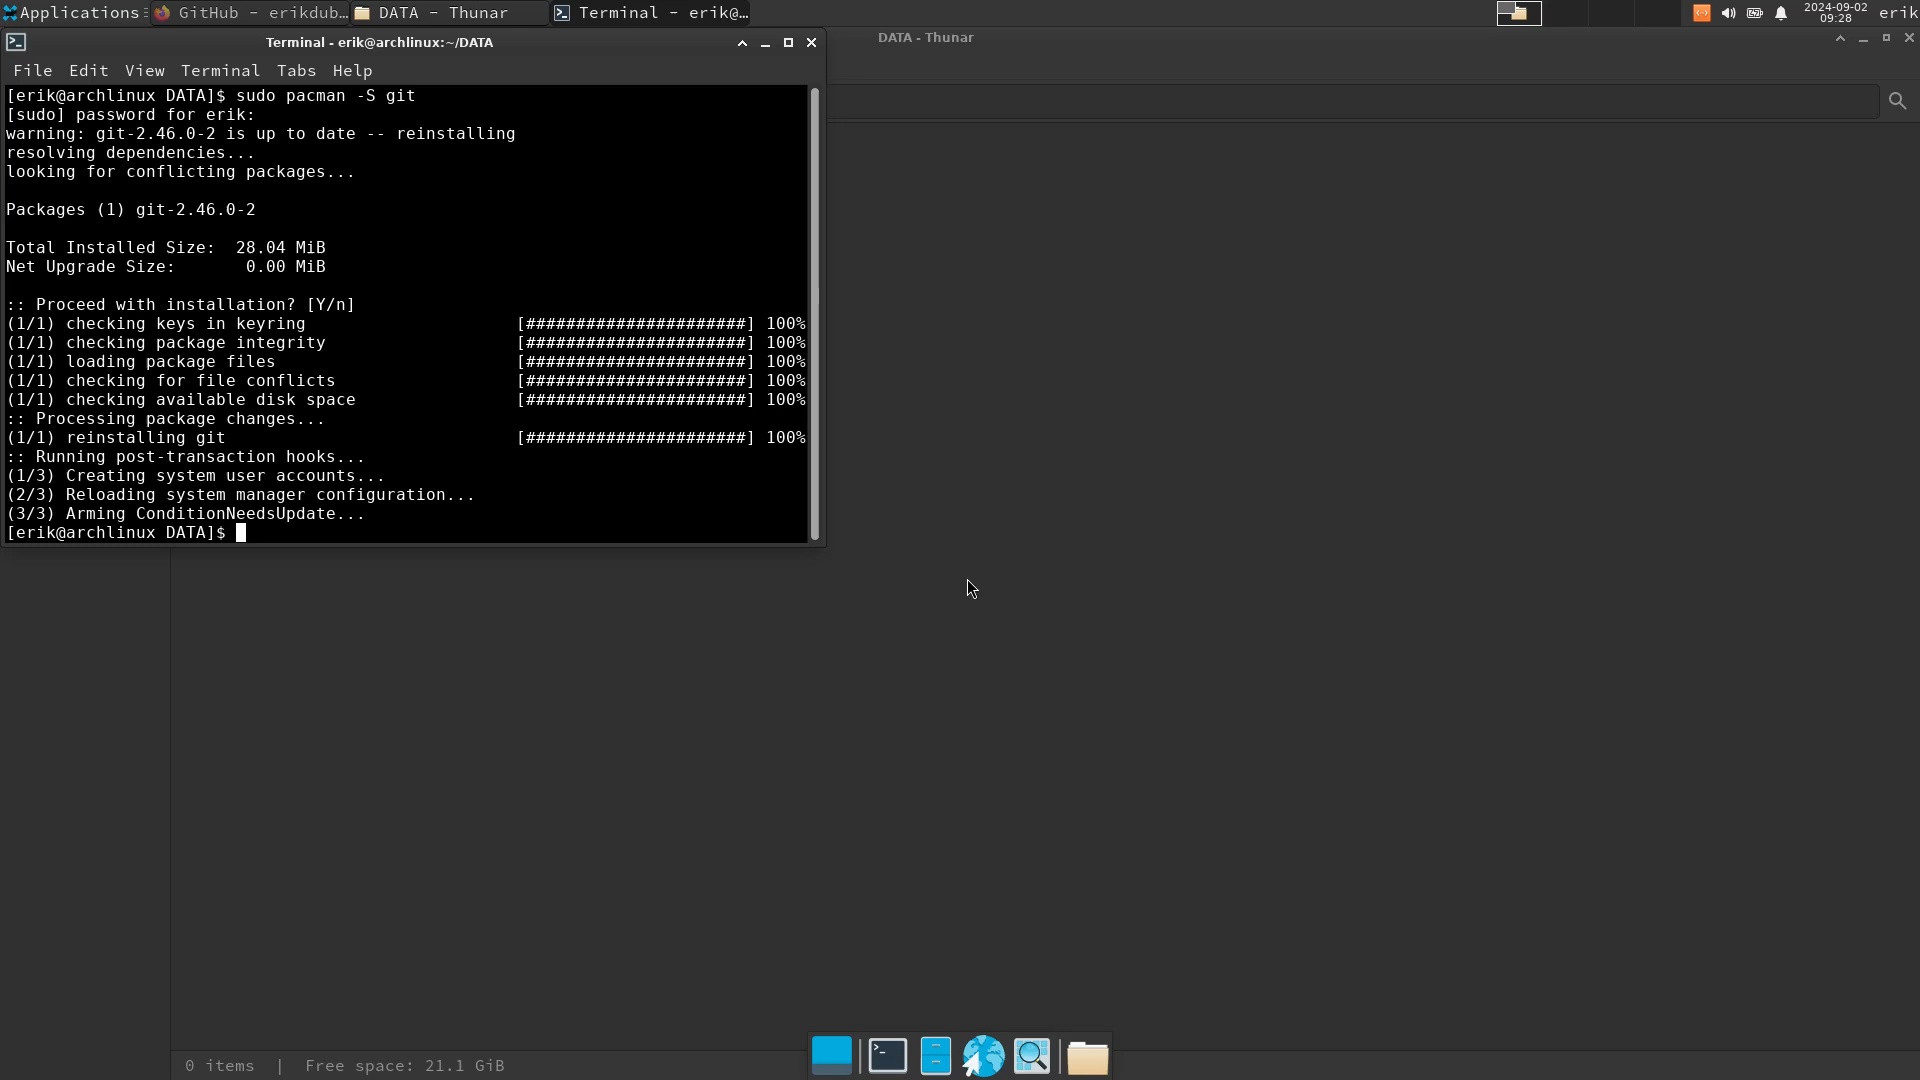 Applications
GitHub - erikdub…
DATA - Thunar
Terminal - erik@…
2024-09-02
09:28
erik
Terminal - erik@archlinux:~/DATA
DATA - Thunar
File Edit View Terminal Tabs Help
[erik@archlinux DATA]$ sudo pacman -S git
[sudo] password for erik:
warning: git-2.46.0-2 is up to date -- reinstalling
resolving dependencies...
looking for conflicting packages...
Packages (1) git-2.46.0-2
Total Installed Size:  28.04 MiB
Net Upgrade Size:       0.00 MiB
:: Proceed with installation? [Y/n]
(1/1) checking keys in keyring [######################] 100%
(1/1) checking package integrity [######################] 100%
(1/1) loading package files [######################] 100%
(1/1) checking for file conflicts [######################] 100%
(1/1) checking available disk space [######################] 100%
:: Processing package changes...
(1/1) reinstalling git [######################] 100%
:: Running post-transaction hooks...
(1/3) Creating system user accounts...
(2/3) Reloading system manager configuration...
(3/3) Arming ConditionNeedsUpdate...
[erik@archlinux DATA]$
0 items | Free space: 21.1 GiB